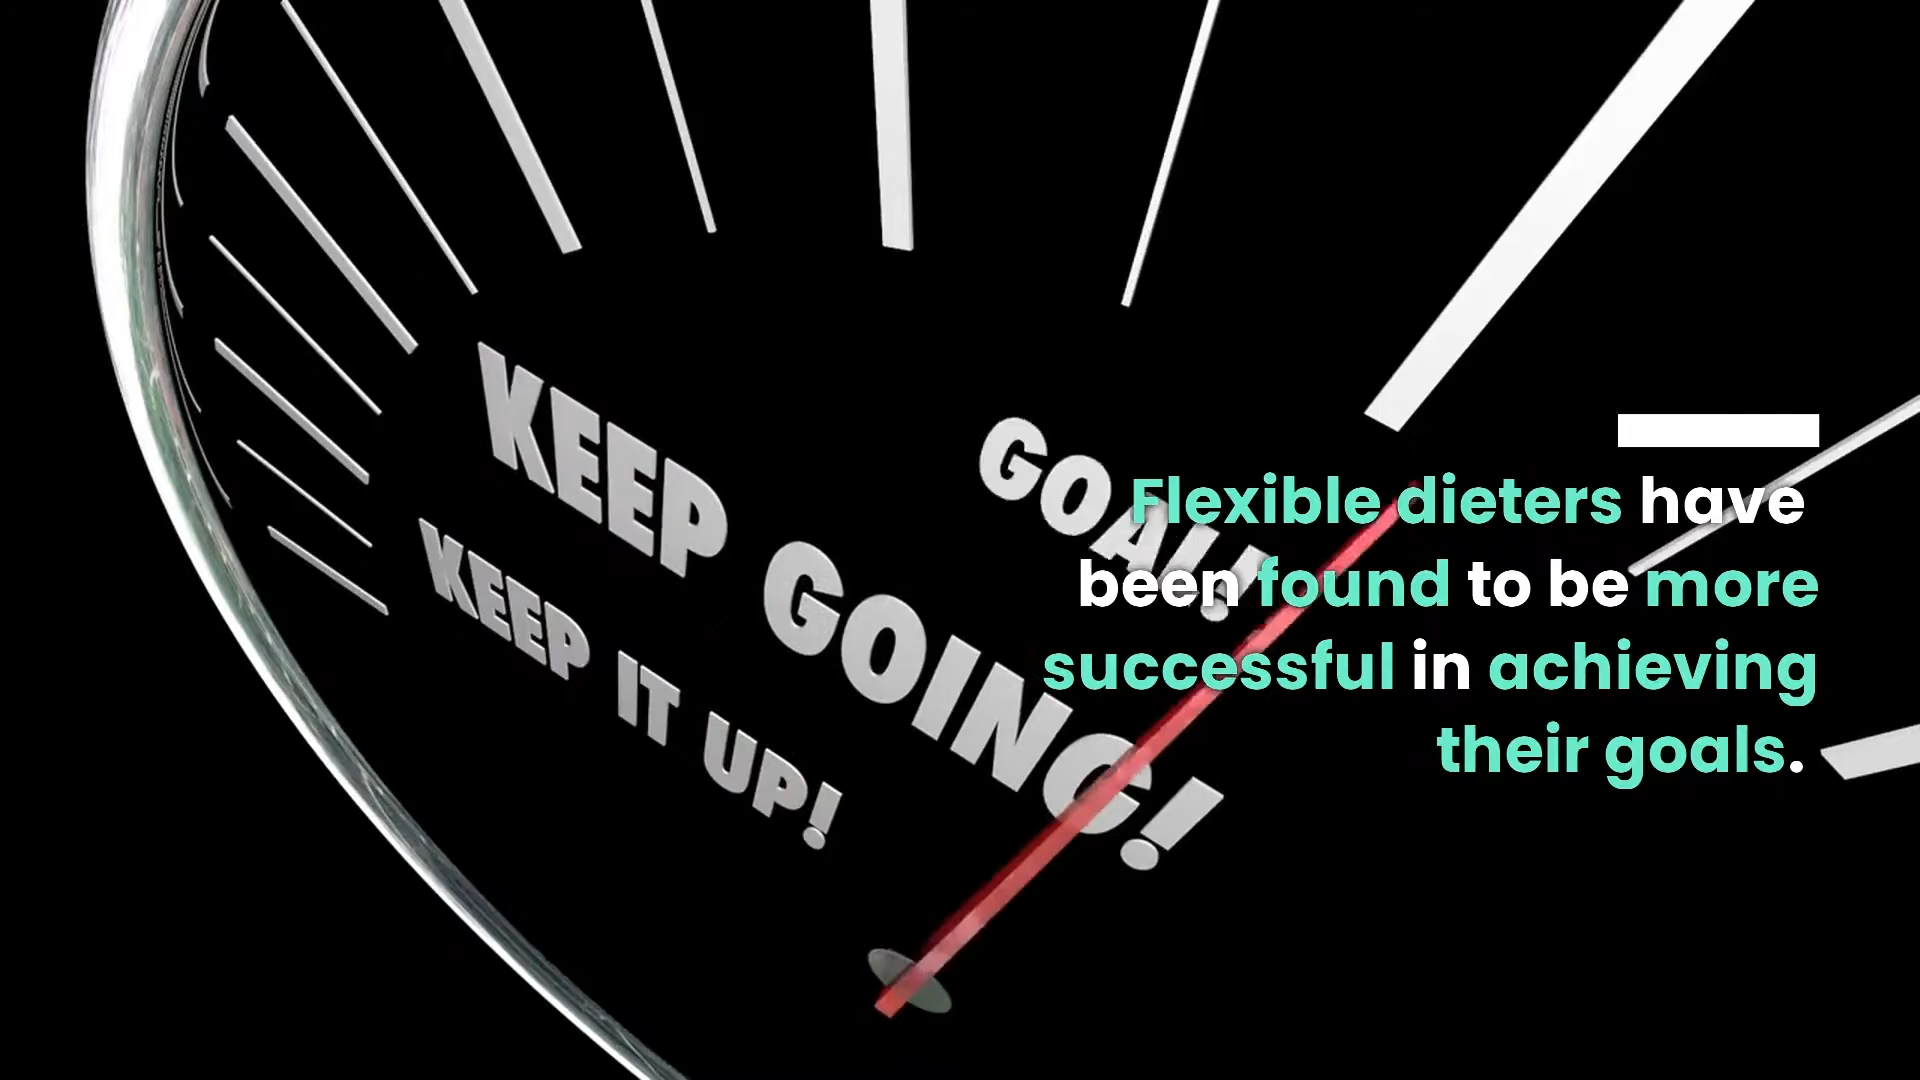 KEEP GOING!
KEEP IT UP!
GOAL!
Flexible dieters have
been found to be more
successful in achieving
their goals.